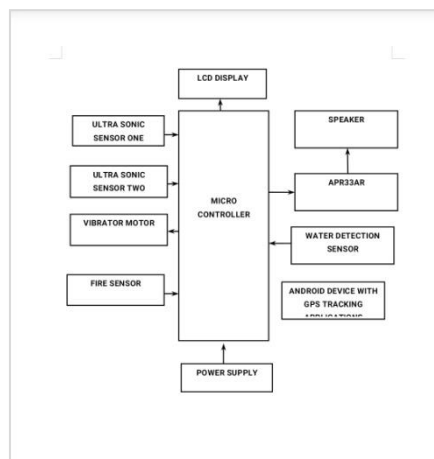 LCD DISPLAY
ULTRA SONIC
SENSOR ONE
SPEAKER
ULTRA SONIC
SENSOR TWO
APR33AR
MICRO
CONTROLLER
VIBRATOR MOTOR
WATER DETECTION
SENSOR
FIRE SENSOR
ANDROID DEVICE WITH
GPS TRACKING
APPLICATIONS
POWER SUPPLY